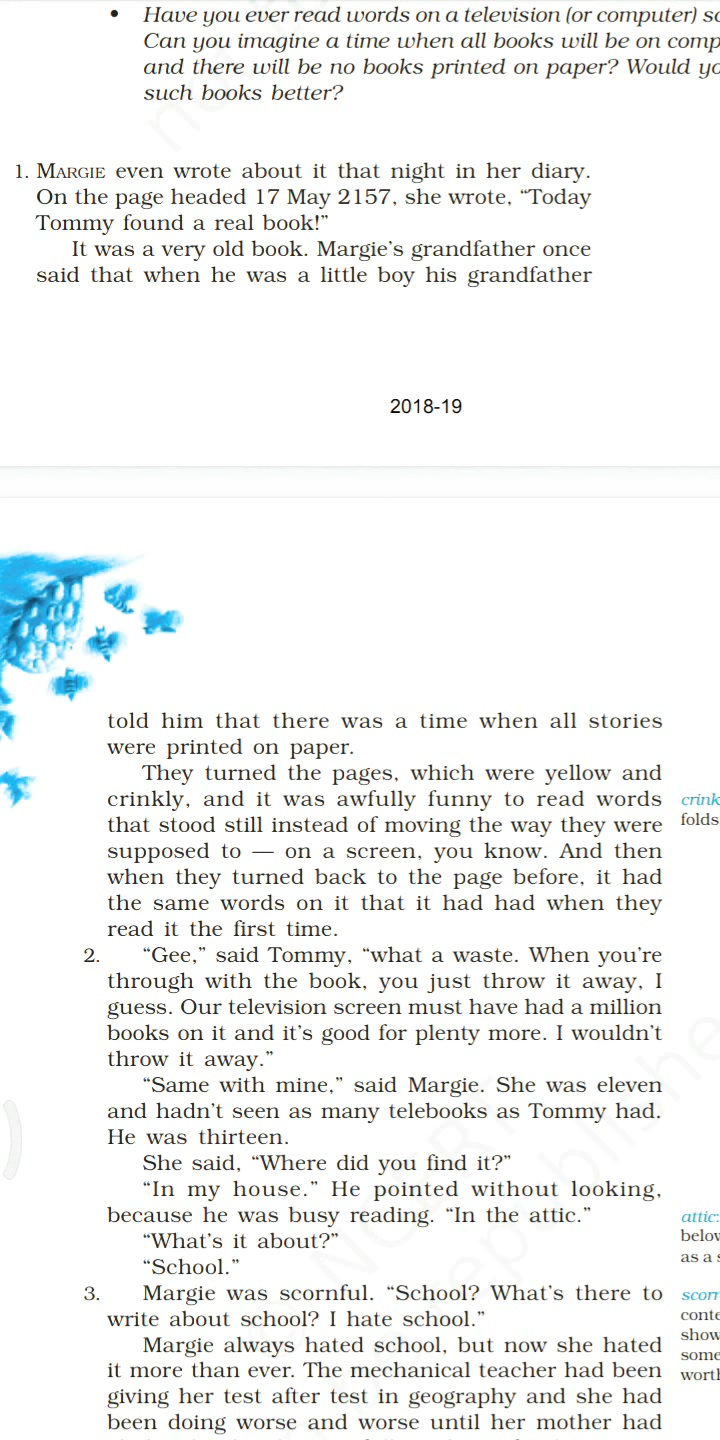 • Have you ever read words on a television (or computer)
Can you imagine a time when all books will be on
and there will be no books printed on paper? Would
such books better?
1. MARGIE even wrote about it that night in her diary.
On the page headed 17 May 2157, she wrote, “Today
Tommy found a real book!”
It was a very old book. Margie’s grandfather once
said that when he was a little boy his grandfather
2018-19
told him that there was a time when all stories
were printed on paper.
They turned the pages, which were yellow and
crinkly, and it was awfully funny to read words
that stood still instead of moving the way they were
supposed to — on a screen, you know. And then
when they turned back to the page before, it had
the same words on it that it had had when they
read it the first time.
folds
2. “Gee,” said Tommy, “what a waste. When you’re
through with the book, you just throw it away, I
guess. Our television screen must have had a million
books on it and it’s good for plenty more. I wouldn’t
throw it away.”
“Same with mine,” said Margie. She was eleven
and hadn’t seen as many telebooks as Tommy had.
He was thirteen.
She said, “Where did you find it?”
“In my house.” He pointed without looking,
because he was busy reading. “In the attic.”
“What’s it about?”
“School.”
attic:
as a
3. Margie was scornful. “School? What’s there to
write about school? I hate school.”
Margie always hated school, but now she hated
it more than ever. The mechanical teacher had been
giving her test after test in geography and she had
been doing worse and worse until her mother had